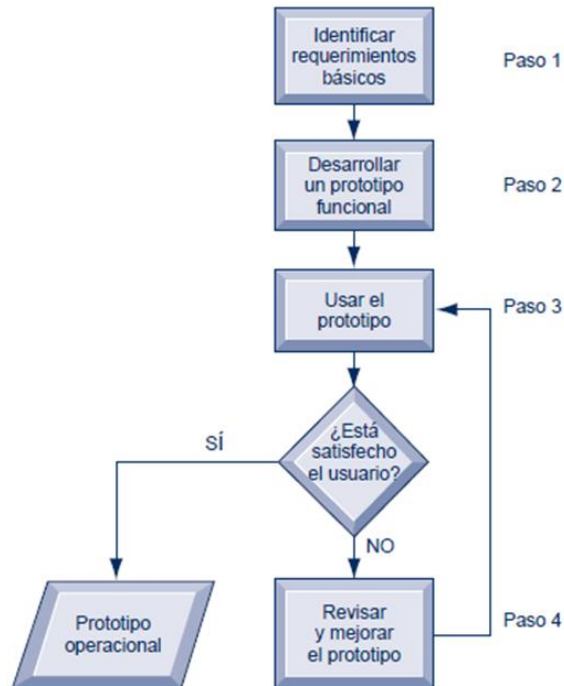 Identificar
requerimientos
básicos
Paso 1
Desarrollar
un prototipo
funcional
Paso 2
Usar el
prototipo
Paso 3
¿Está
satisfecho
el usuario?
SÍ
NO
Prototipo
operacional
Revisar
y mejorar
el prototipo
Paso 4